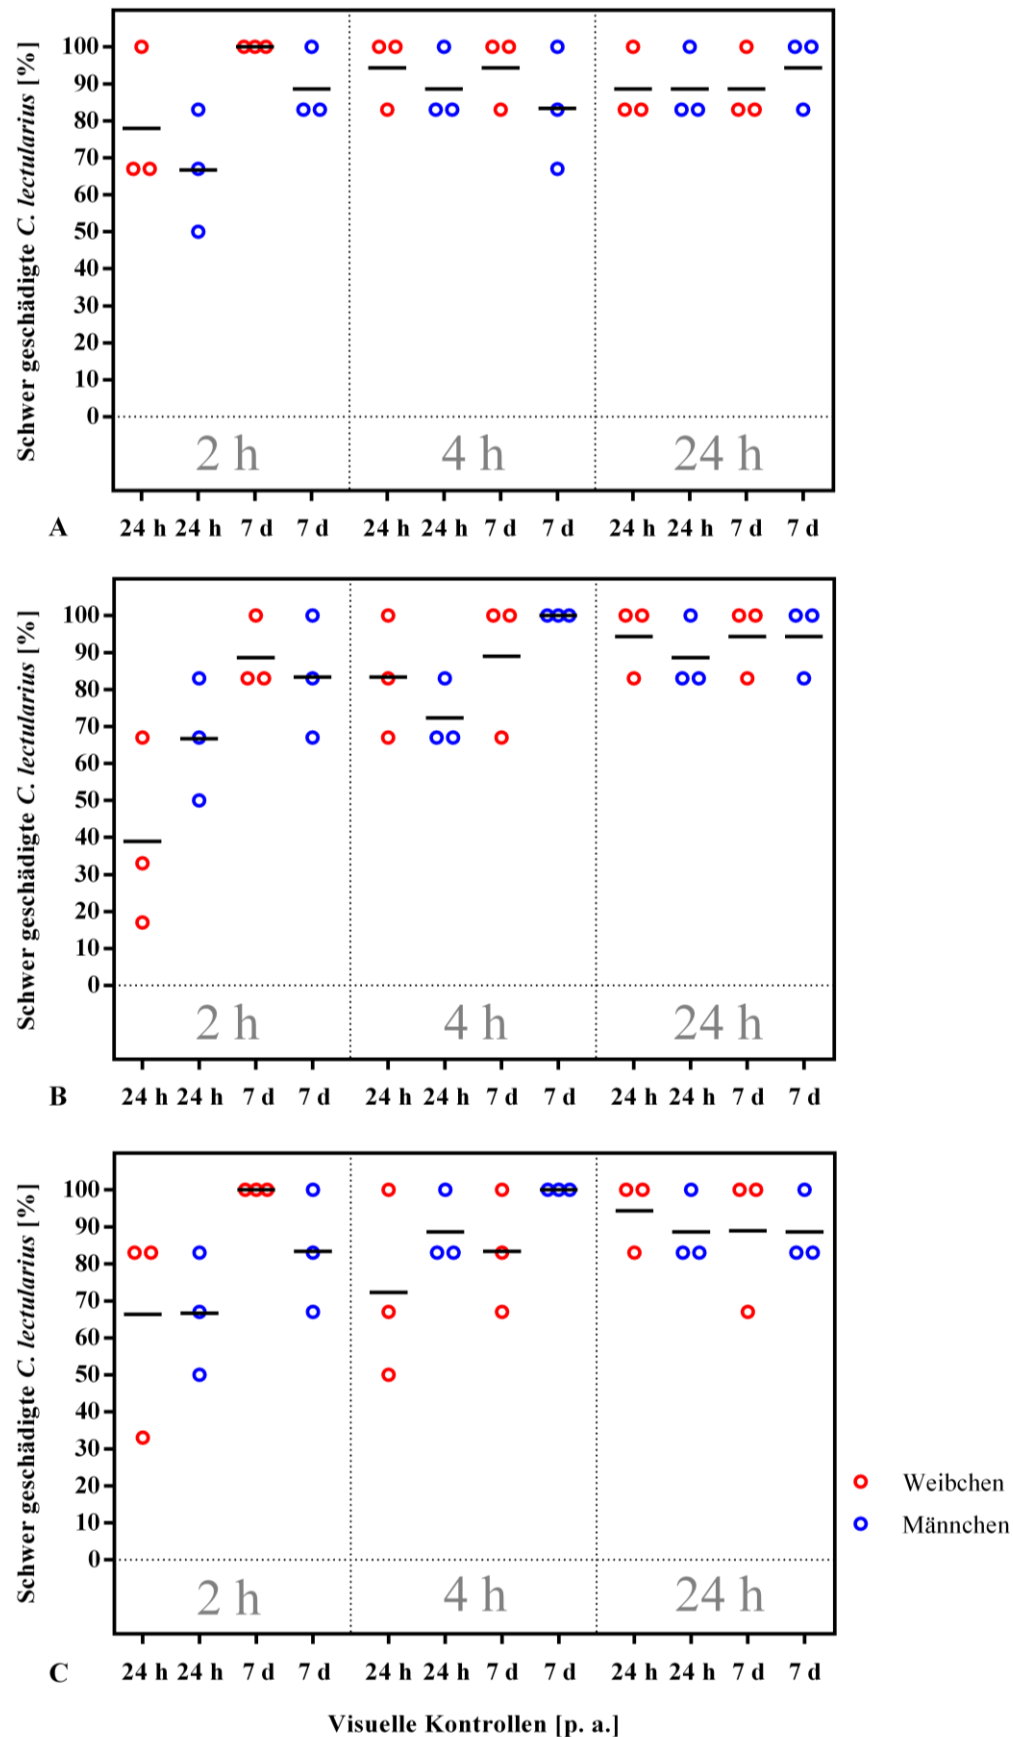 Schwer geschädigte C. lectularius [%]
100
90
80
70
60
50
40
30
20
10
0
2 h 4 h 24 h
A 24 h 24 h 7 d 7 d 24 h 24 h 7 d 7 d 24 h 24 h 7 d 7 d
Schwer geschädigte C. lectularius [%]
100
90
80
70
60
50
40
30
20
10
0
2 h 4 h 24 h
B 24 h 24 h 7 d 7 d 24 h 24 h 7 d 7 d 24 h 24 h 7 d 7 d
Schwer geschädigte C. lectularius [%]
100
90
80
70
60
50
40
30
20
10
0
2 h 4 h 24 h
C 24 h 24 h 7 d 7 d 24 h 24 h 7 d 7 d 24 h 24 h 7 d 7 d
Visuelle Kontrollen [p. a.]
Weibchen
Männchen